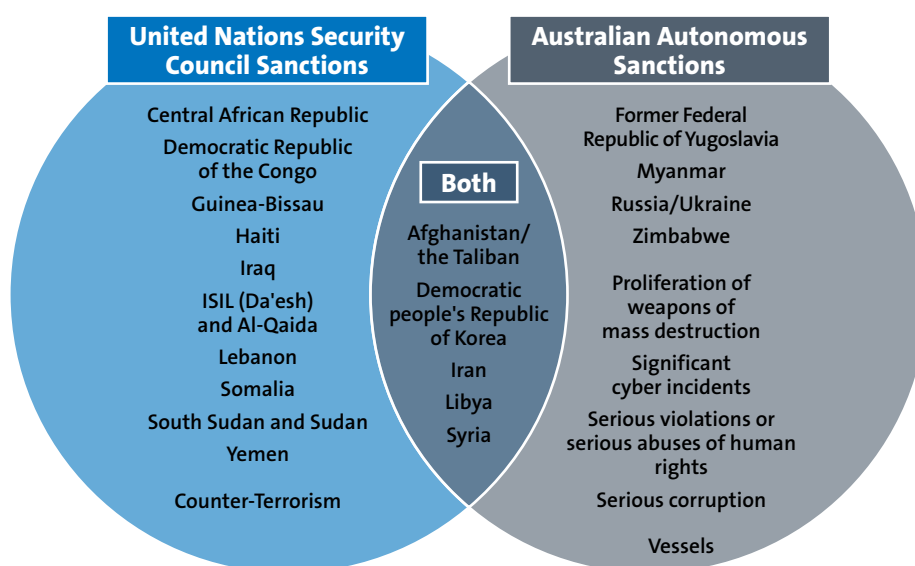 United Nations Security
Council Sanctions
Central African Republic
Democratic Republic
of the Congo
Guinea-Bissau
Haiti
Iraq
ISIL (Da'esh)
and Al-Qaida
Lebanon
Somalia
South Sudan and Sudan
Yemen
Counter-Terrorism
Both
Afghanistan/
the Taliban
Democratic
people's Republic
of Korea
Iran
Libya
Syria
Australian Autonomous
Sanctions
Former Federal
Republic of Yugoslavia
Myanmar
Russia/Ukraine
Zimbabwe
Proliferation of
weapons of
mass destruction
Significant
cyber incidents
Serious violations or
serious abuses of human
rights
Serious corruption
Vessels